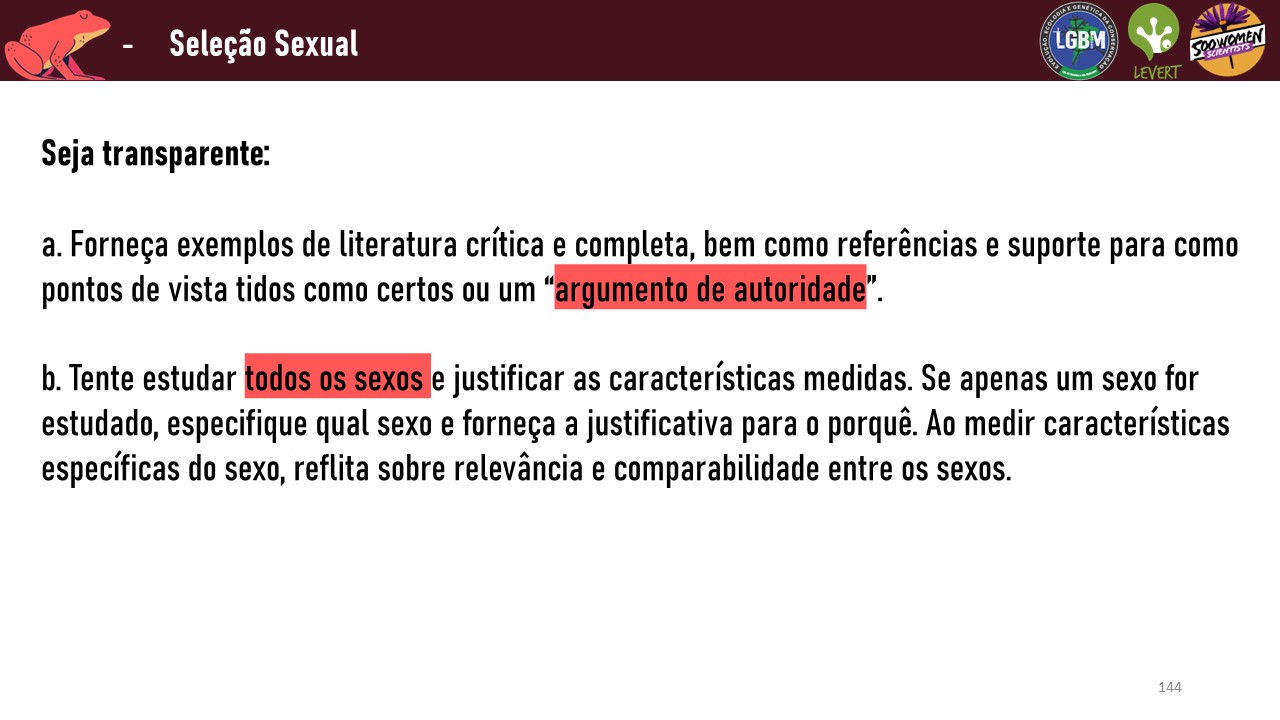 - Seleção Sexual
EVOLUÇÃO, ECOLOGIA E GENÉTICA DA CONSERVAÇÃO
LGBM
LEVERT
500 WOMEN
SCIENTISTS
Seja transparente:
a. Forneça exemplos de literatura crítica e completa, bem como referências e suporte para como
pontos de vista tidos como certos ou um “argumento de autoridade”.
b. Tente estudar todos os sexos e justificar as características medidas. Se apenas um sexo for
estudado, especifique qual sexo e forneça a justificativa para o porquê. Ao medir características
específicas do sexo, reflita sobre relevância e comparabilidade entre os sexos.
144